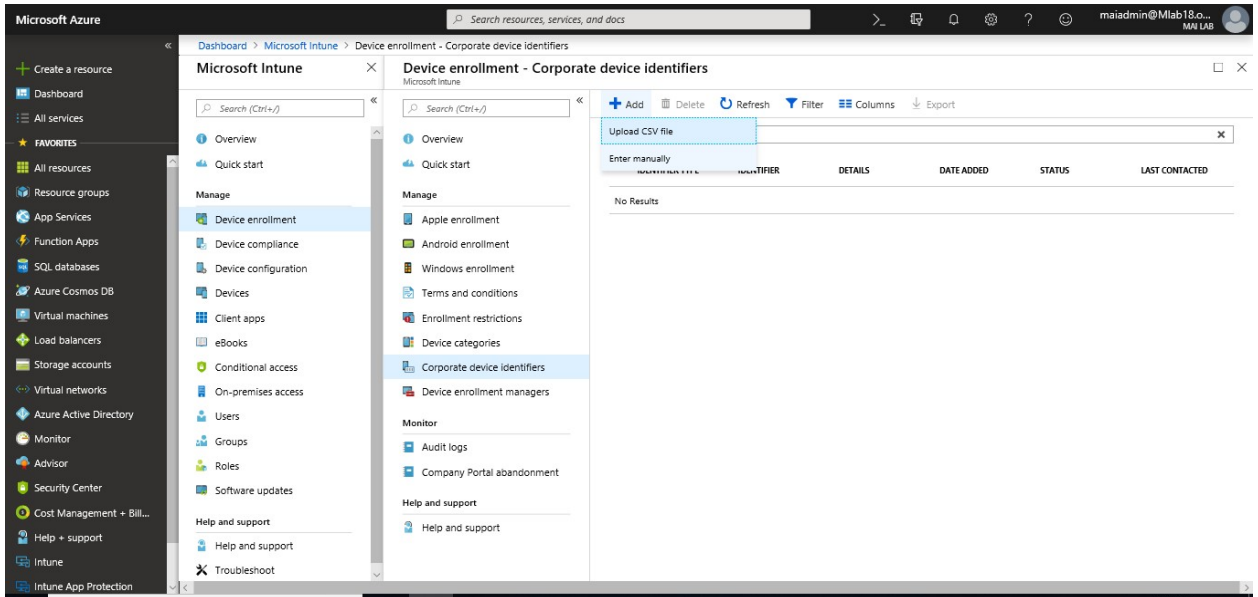 Microsoft Azure
Search resources, services, and docs
maiadmin@Mlab18.o...
MAI LAB
Dashboard > Microsoft Intune > Device enrollment - Corporate device identifiers
Create a resource
Dashboard
All services
FAVORITES
All resources
Resource groups
App Services
Function Apps
SQL databases
Azure Cosmos DB
Virtual machines
Load balancers
Storage accounts
Virtual networks
Azure Active Directory
Monitor
Advisor
Security Center
Cost Management + Bill...
Help + support
Intune
Intune App Protection
Microsoft Intune
Search (Ctrl+/)
Overview
Quick start
Manage
Device enrollment
Device compliance
Device configuration
Devices
Client apps
eBooks
Conditional access
On-premises access
Users
Groups
Roles
Software updates
Help and support
Help and support
Troubleshoot
Device enrollment - Corporate device identifiers
Microsoft Intune
Search (Ctrl+/)
Overview
Quick start
Manage
Apple enrollment
Android enrollment
Windows enrollment
Terms and conditions
Enrollment restrictions
Device categories
Corporate device identifiers
Device enrollment managers
Monitor
Audit logs
Company Portal abandonment
Help and support
Help and support
Add Delete Refresh Filter Columns Export
Upload CSV file
Enter manually
IDENTIFIER TYPE IDENTIFIER DETAILS DATE ADDED STATUS LAST CONTACTED
No Results